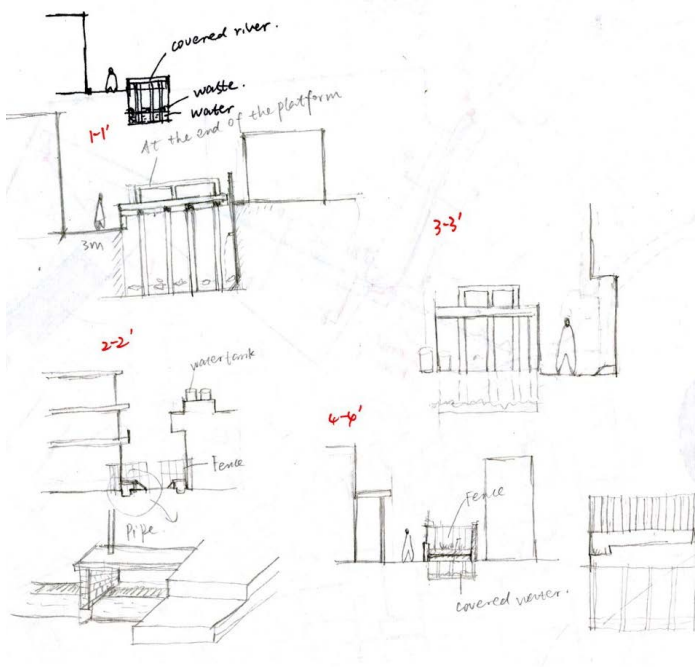 covered river.
waste.
water
1-1'
At the end of the platform
3m
3-3'
2-2'
water tank
Fence
Pipe.
4-4'
Fence
covered water.